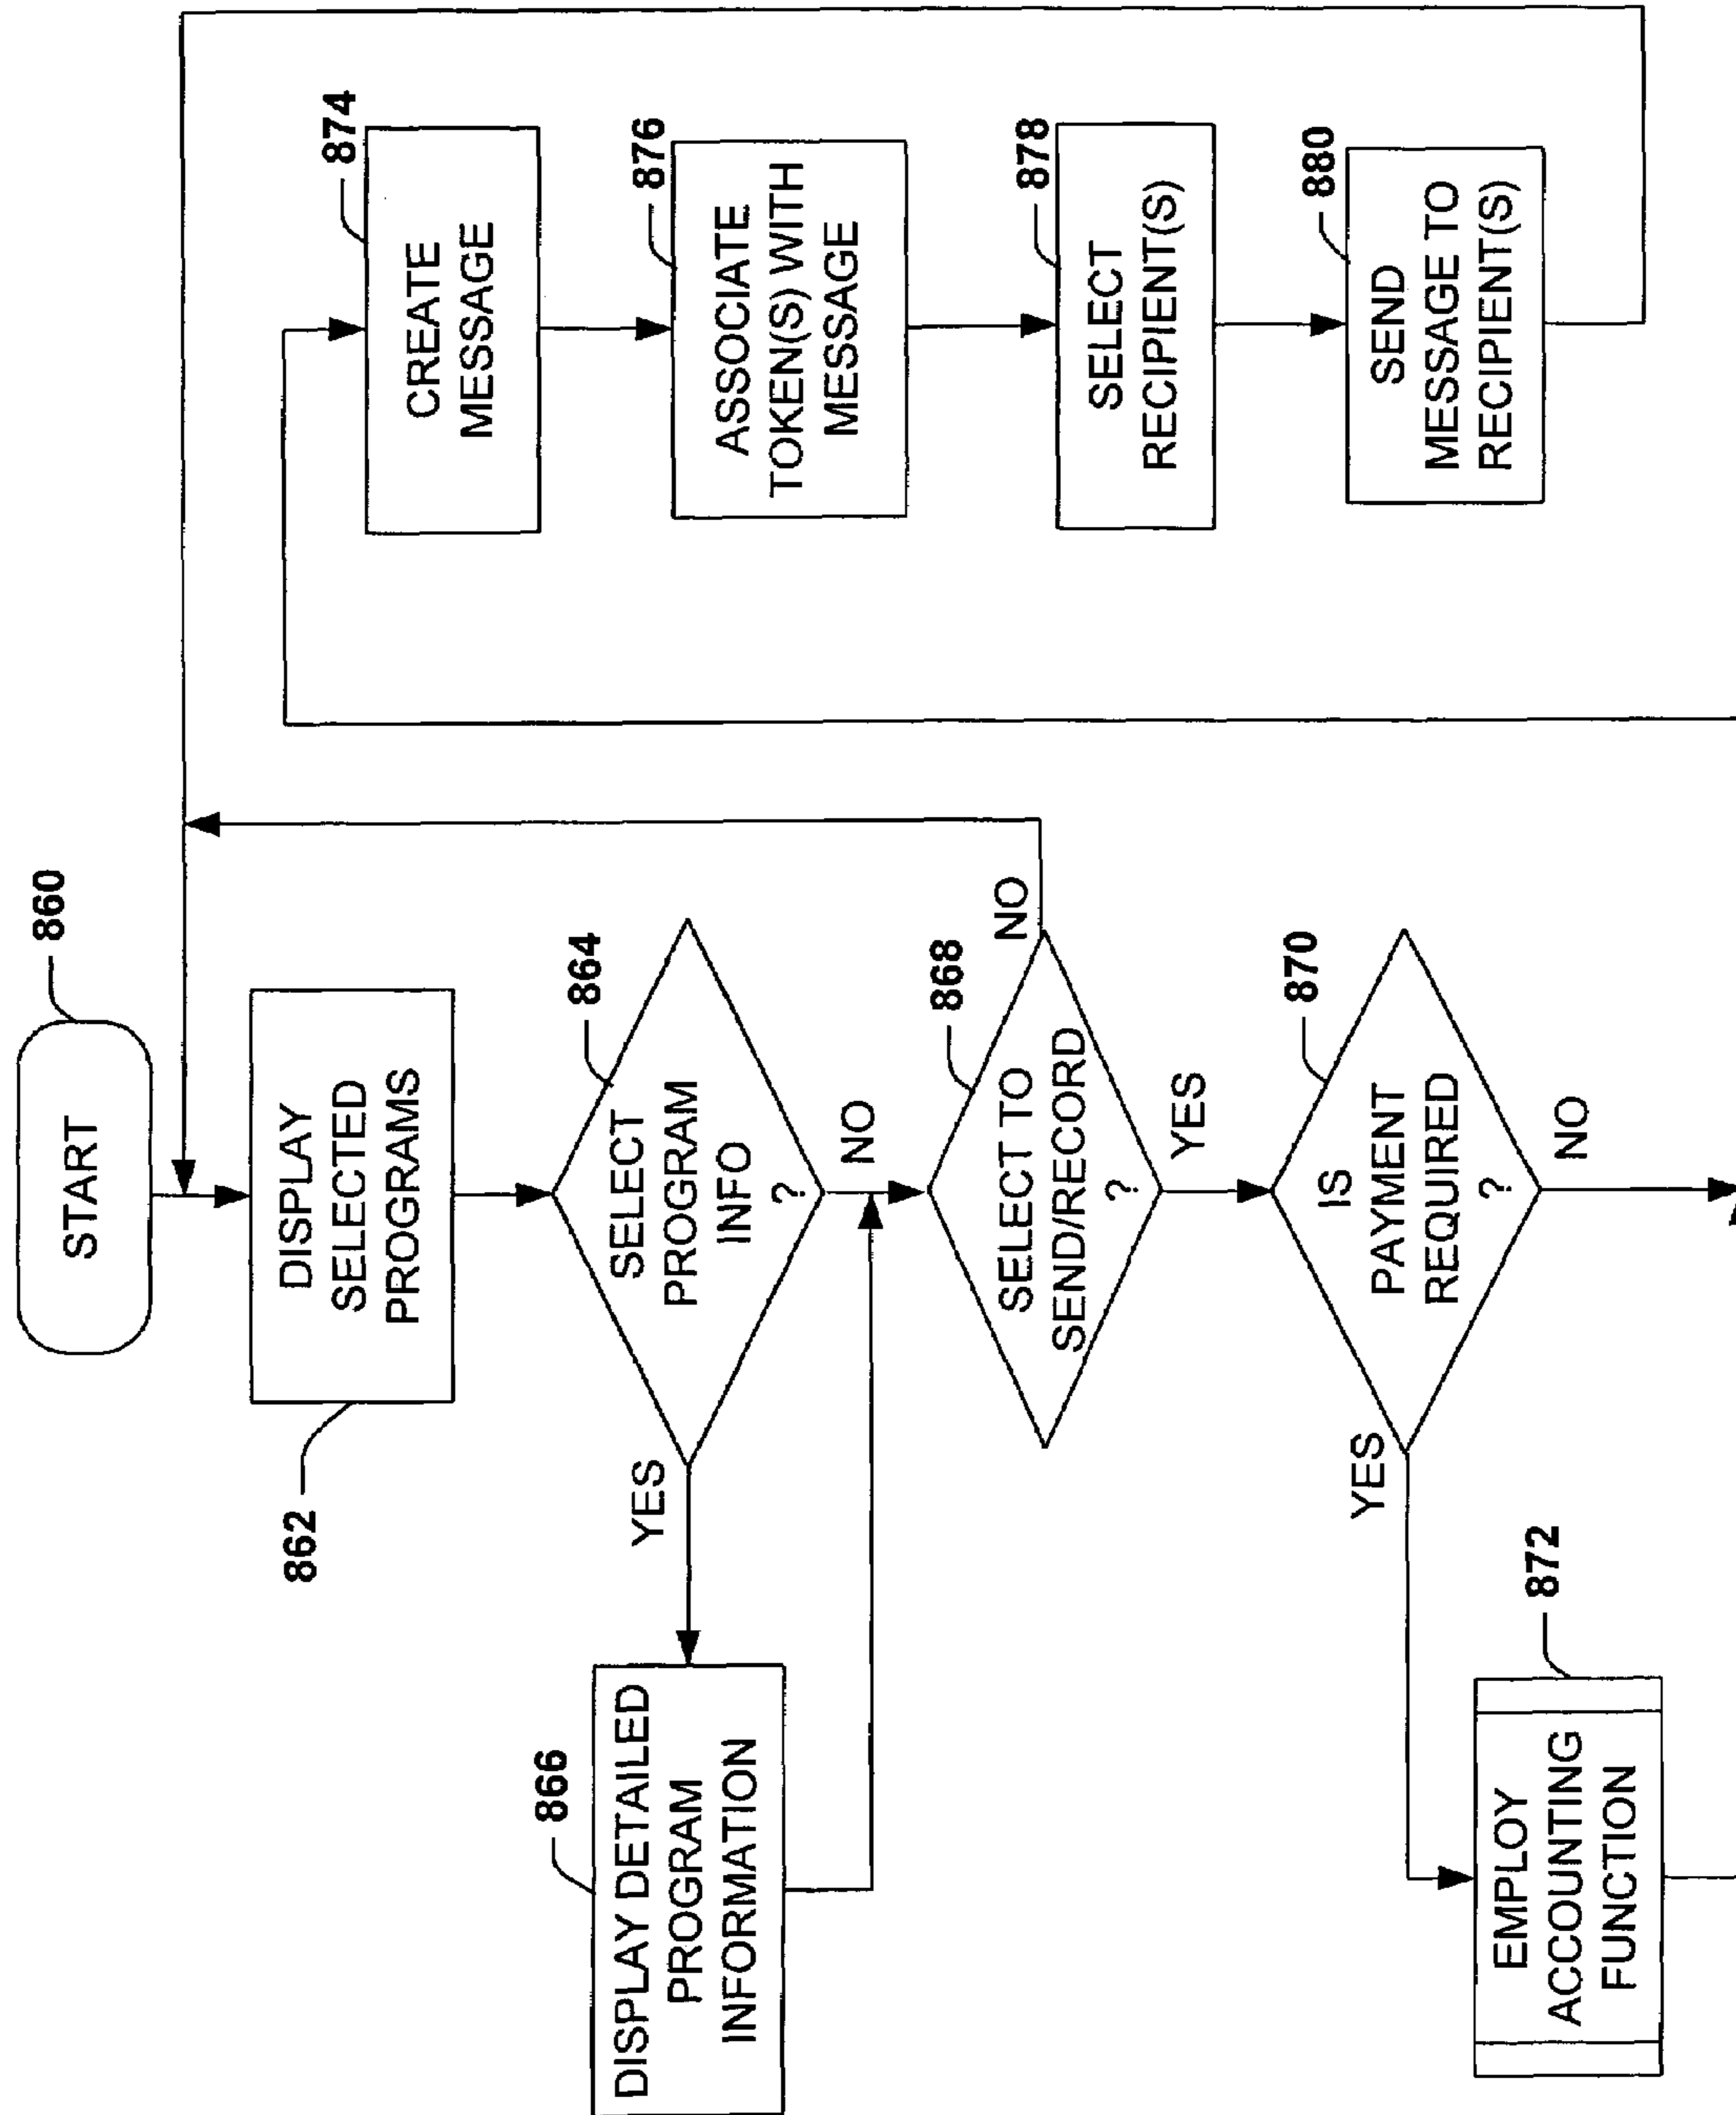 START
860
DISPLAY
SELECTED
PROGRAMS
862
SELECT
PROGRAM
INFO
?
864
YES
NO
DISPLAY DETAILED
PROGRAM
INFORMATION
866
SELECT TO
SEND/RECORD
?
868
NO
YES
IS
PAYMENT
REQUIRED
?
870
YES
NO
EMPLOY
ACCOUNTING
FUNCTION
872
CREATE
MESSAGE
874
ASSOCIATE
TOKEN(S) WITH
MESSAGE
876
SELECT
RECIPIENT(S)
878
SEND
MESSAGE TO
RECIPIENT(S)
880